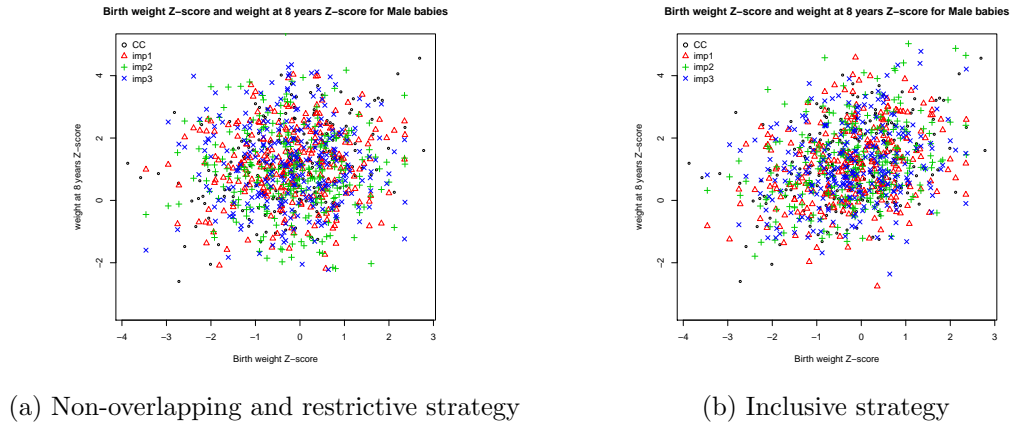 Birth weight Z−score and weight at 8 years Z−score for Male babies
CC
imp1
imp2
imp3
4
2
0
−2
weight at 8 years Z−score
−4 −3 −2 −1 0 1 2 3
Birth weight Z−score
(a) Non-overlapping and restrictive strategy
Birth weight Z−score and weight at 8 years Z−score for Male babies
CC
imp1
imp2
imp3
4
2
0
−2
weight at 8 years Z−score
−4 −3 −2 −1 0 1 2 3
Birth weight Z−score
(b) Inclusive strategy